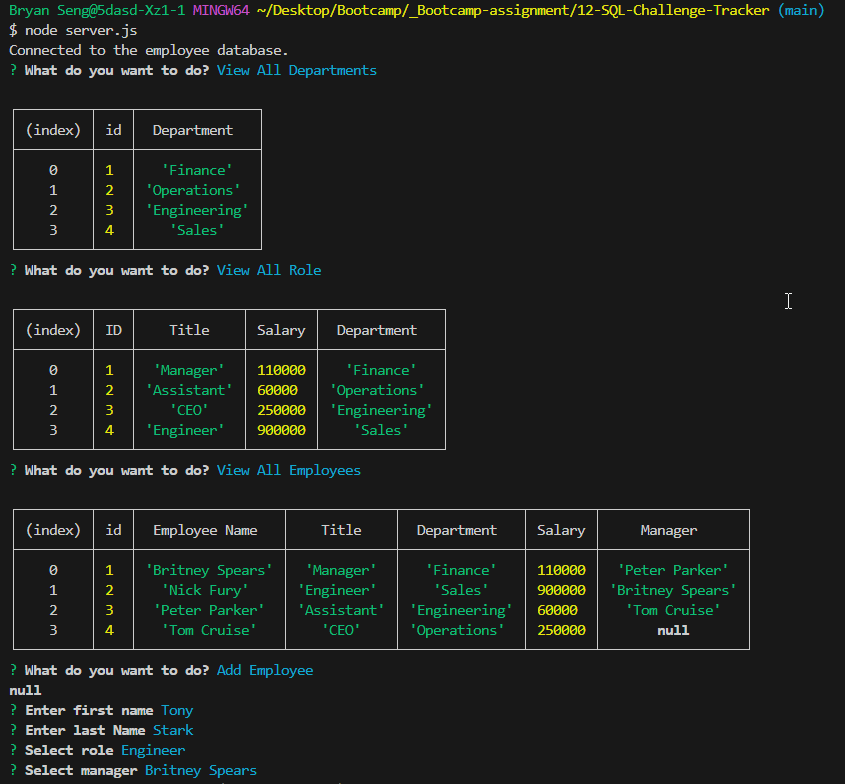 Bryan Seng@5dasd-Xz1-1 MINGW64 ~/Desktop/Bootcamp/_Bootcamp-assignment/12-SQL-Challenge-Tracker (main)
$ node server.js
Connected to the employee database.
? What do you want to do? View All Departments
(index) id Department
0 1 'Finance'
1 2 'Operations'
2 3 'Engineering'
3 4 'Sales'
? What do you want to do? View All Role
(index) ID Title Salary Department
0 1 'Manager' 110000 'Finance'
1 2 'Assistant' 60000 'Operations'
2 3 'CEO' 250000 'Engineering'
3 4 'Engineer' 900000 'Sales'
? What do you want to do? View All Employees
(index) id Employee Name Title Department Salary Manager
0 1 'Britney Spears' 'Manager' 'Finance' 110000 'Peter Parker'
1 2 'Nick Fury' 'Engineer' 'Sales' 900000 'Britney Spears'
2 3 'Peter Parker' 'Assistant' 'Engineering' 60000 'Tom Cruise'
3 4 'Tom Cruise' 'CEO' 'Operations' 250000 null
? What do you want to do? Add Employee
null
? Enter first name Tony
? Enter last Name Stark
? Select role Engineer
? Select manager Britney Spears